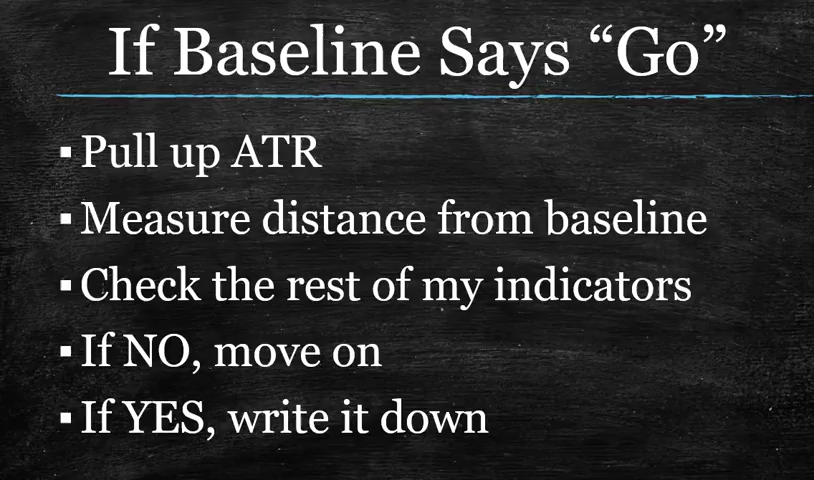 If Baseline Says “Go”
▪ Pull up ATR
▪ Measure distance from baseline
▪ Check the rest of my indicators
▪ If NO, move on
▪ If YES, write it down